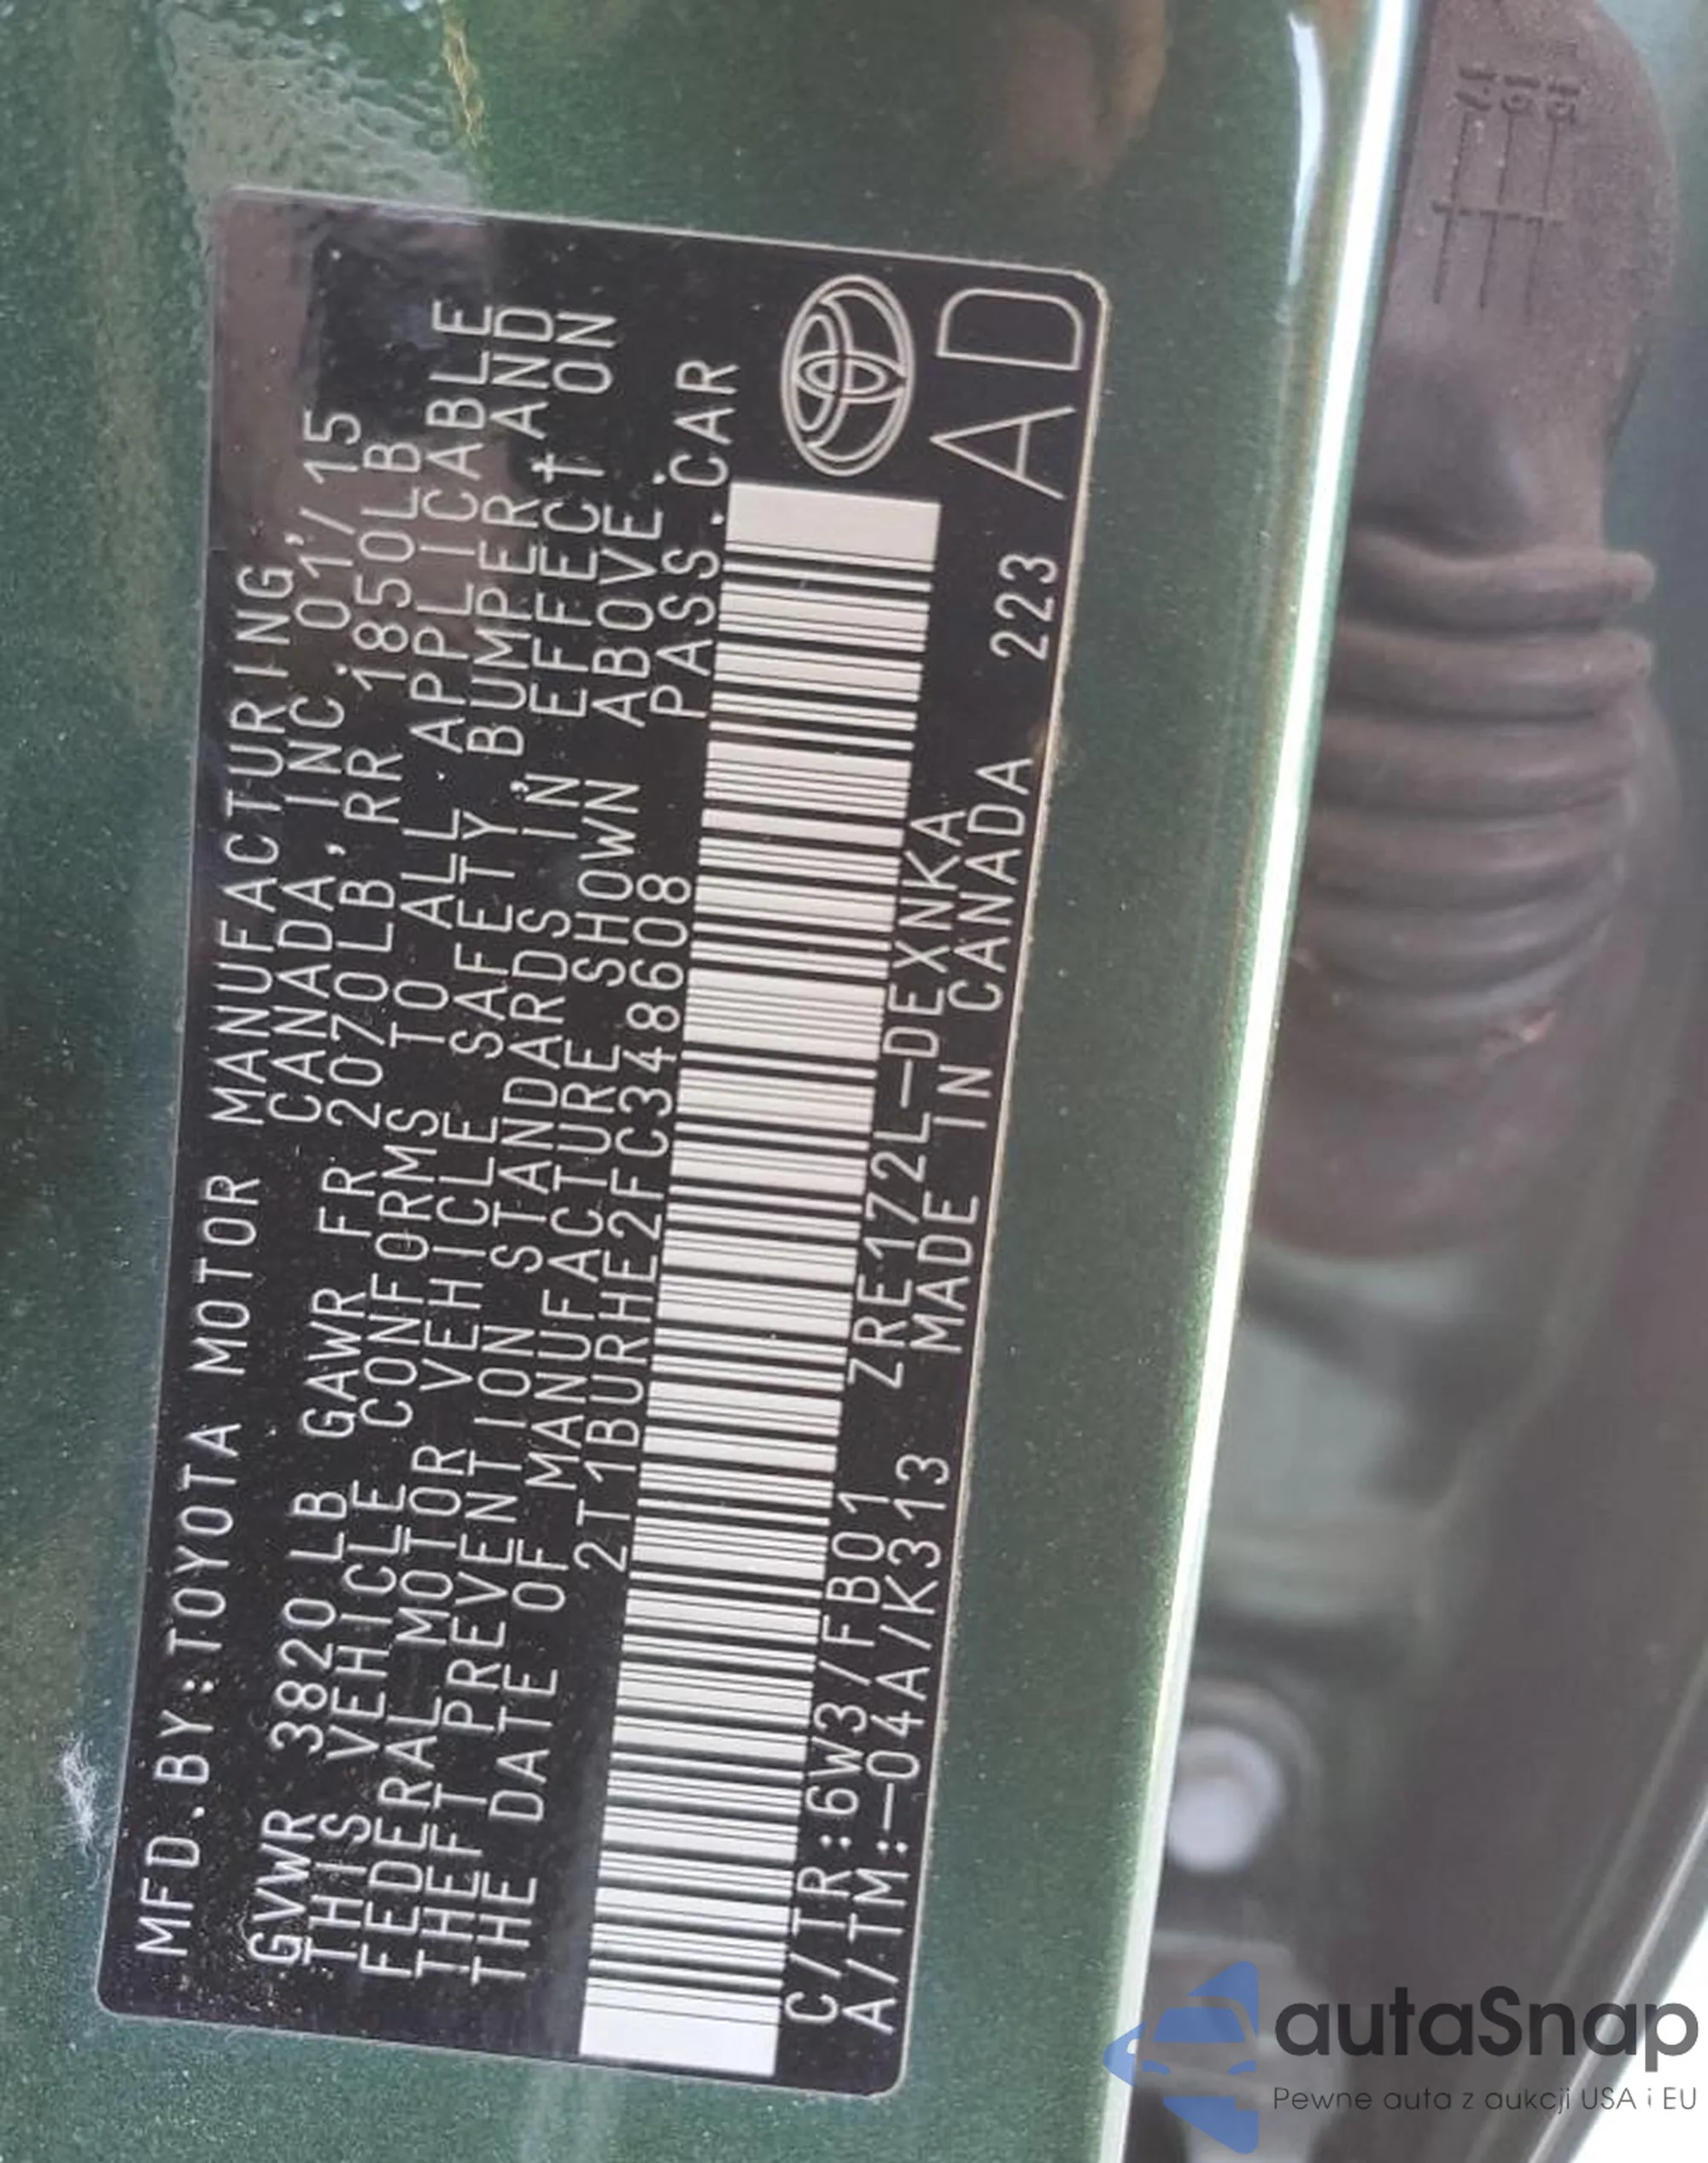 MFD.BY:TOYOTA MOTOR MANUFACTURING
CANADA, INC. 01/15
GVWR 3820LB GAWR FR 2070LB, RR 1850LB
THIS VEHICLE CONFORMS TO ALL APPLICABLE
FEDERAL MOTOR VEHICLE SAFETY, BUMPER, AND
THEFT PREVENTION STANDARDS IN EFFECT ON
THE DATE OF MANUFACTURE SHOWN ABOVE.
2T1BURHE2FC348608 PASS.CAR
C/TR:6W3/FB01 ZRE172L-DEXNKA
A/TM:-04A/K313 MADE IN CANADA 223
AD
autaSnap
Pewne auta z aukcji USA i EU